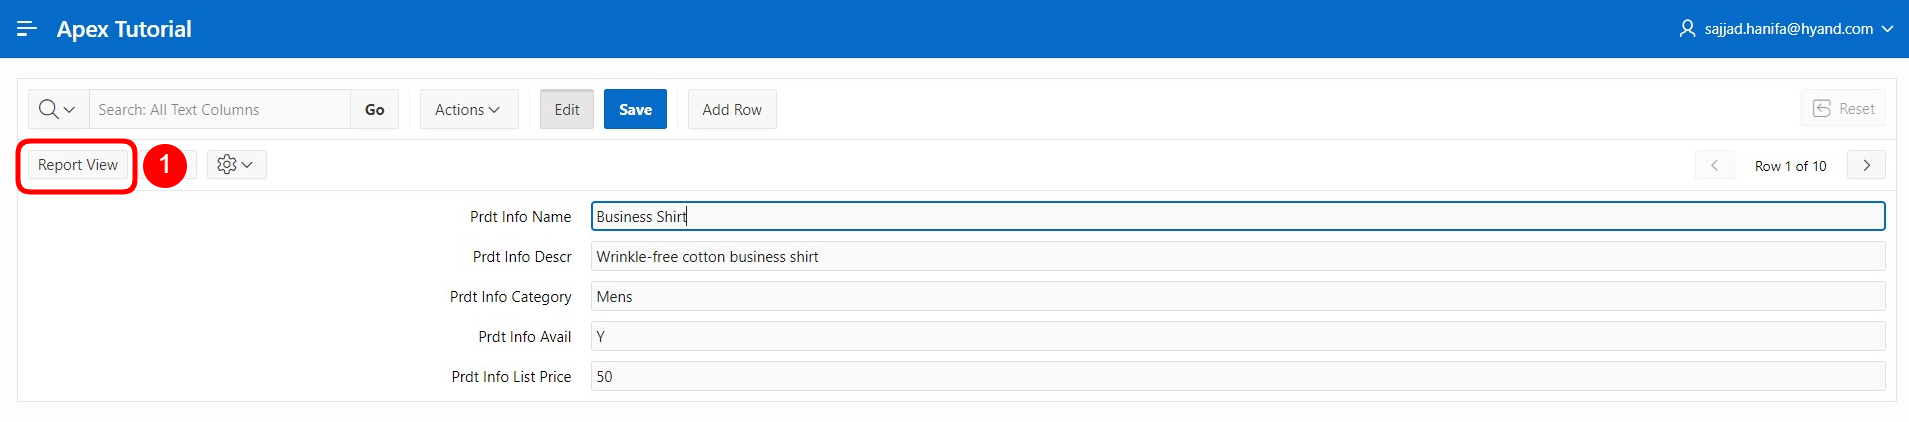 Apex Tutorial
sajjad.hanifa@hyand.com
Search: All Text Columns
Go
Actions
Edit
Save
Add Row
Reset
Report View
1
Row 1 of 10
Prdt Info Name
Business Shirt
Prdt Info Descr
Wrinkle-free cotton business shirt
Prdt Info Category
Mens
Prdt Info Avail
Y
Prdt Info List Price
50